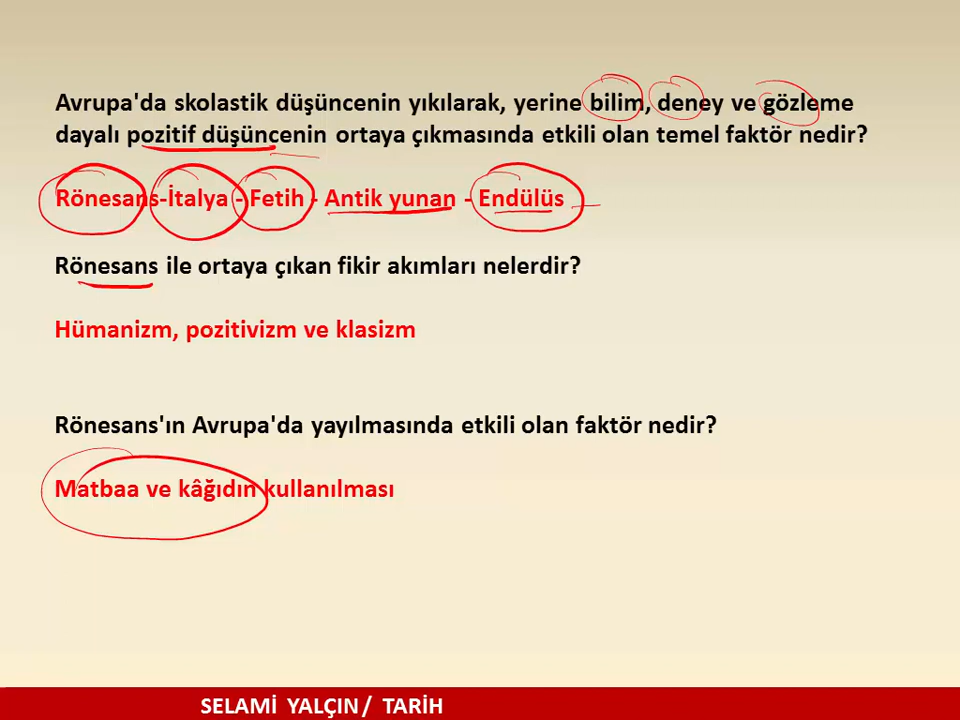 Avrupa'da skolastik düşüncenin yıkılarak, yerine bilim, deney ve gözleme
dayalı pozitif düşüncenin ortaya çıkmasında etkili olan temel faktör nedir?
Rönesans-İtalya - Fetih - Antik yunan - Endülüs
Rönesans ile ortaya çıkan fikir akımları nelerdir?
Hümanizm, pozitivizm ve klasizm
Rönesans'ın Avrupa'da yayılmasında etkili olan faktör nedir?
Matbaa ve kâğıdın kullanılması
SELAMİ YALÇIN / TARİH